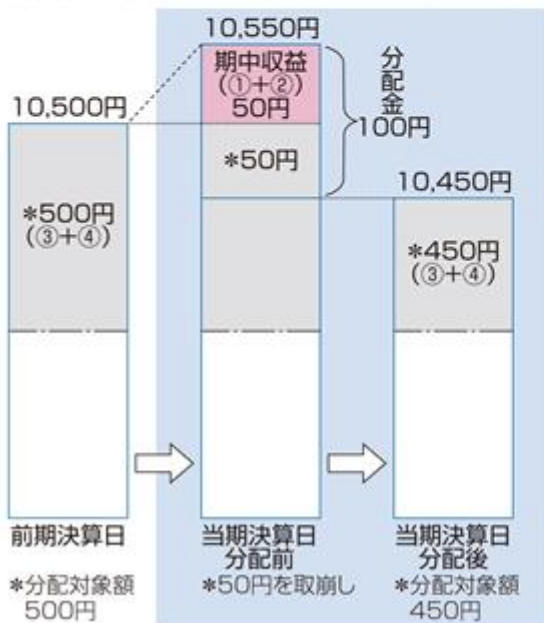 10,550円
期中収益
(①+②)
50円
分配金
100円
10,500円
*50円
10,450円
*500円
(③+④)
*450円
(③+④)
前期決算日
当期決算日
分配前
当期決算日
分配後
*分配対象額
500円
*50円を取崩し
*分配対象額
450円